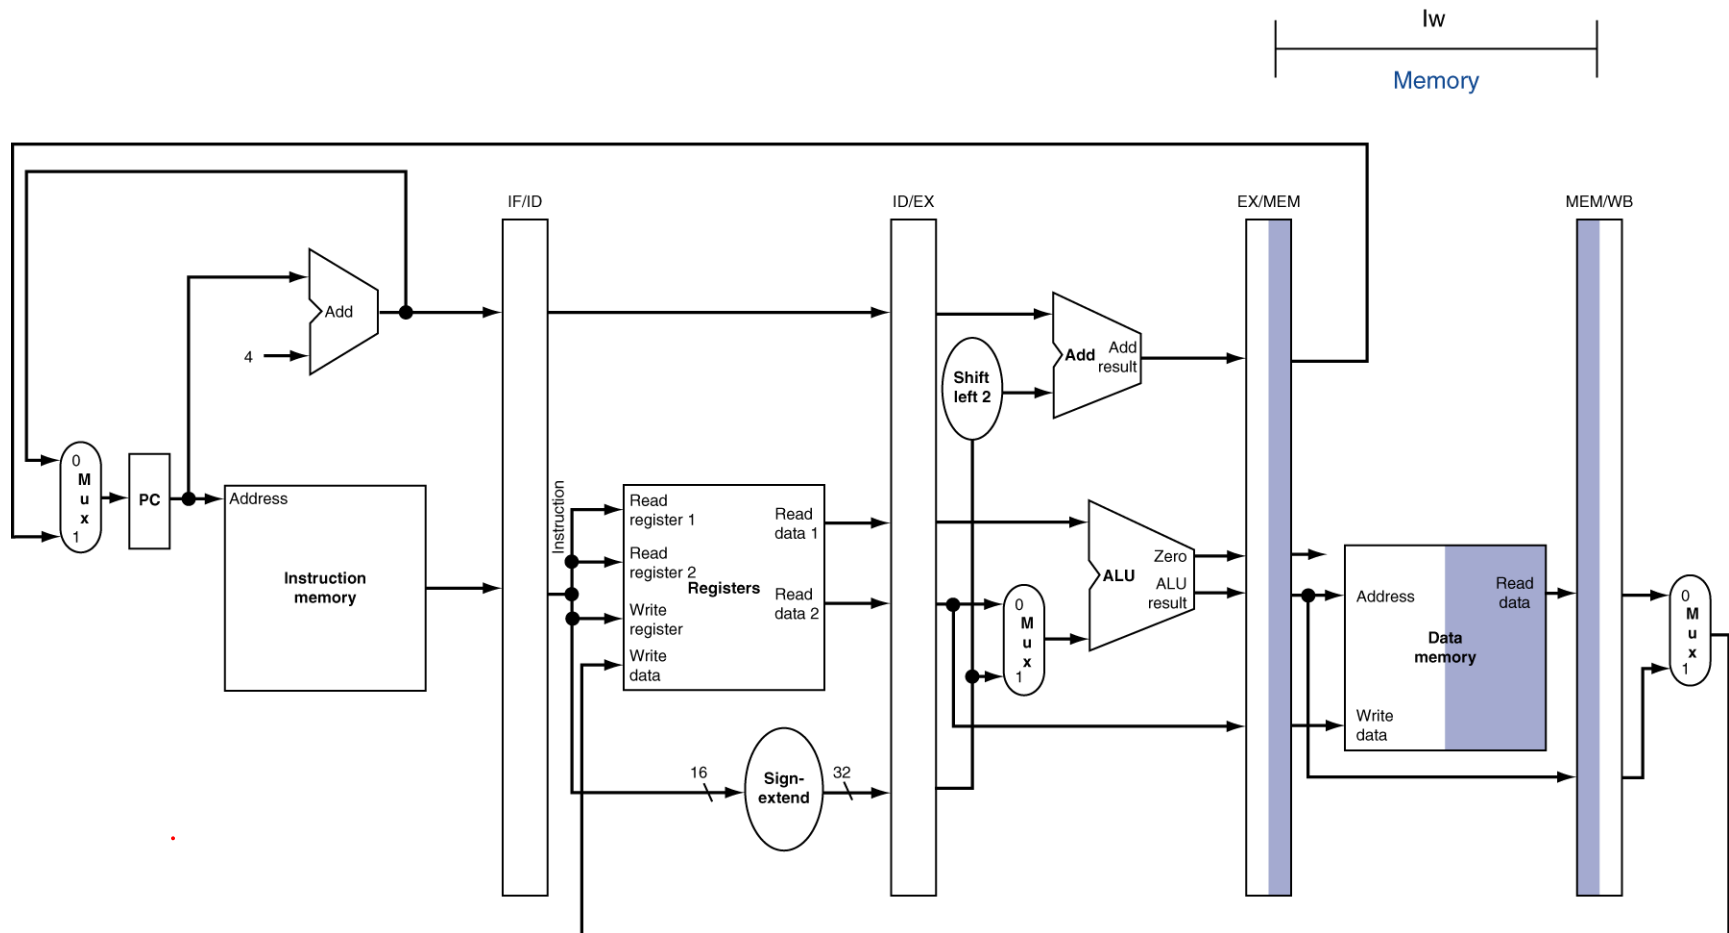 lw
Memory
IF/ID
ID/EX
EX/MEM
MEM/WB
Add
4
Add
Add
result
Shift
left 2
0
M
u
x
1
PC
Address
Instruction
memory
Instruction
Read
register 1
Read
register 2
Write
register
Write
data
Registers
Read
data 1
Read
data 2
16
Sign-
extend
32
0
M
u
x
1
ALU
Zero
ALU
result
Address
Read
data
Data
memory
Write
data
0
M
u
x
1